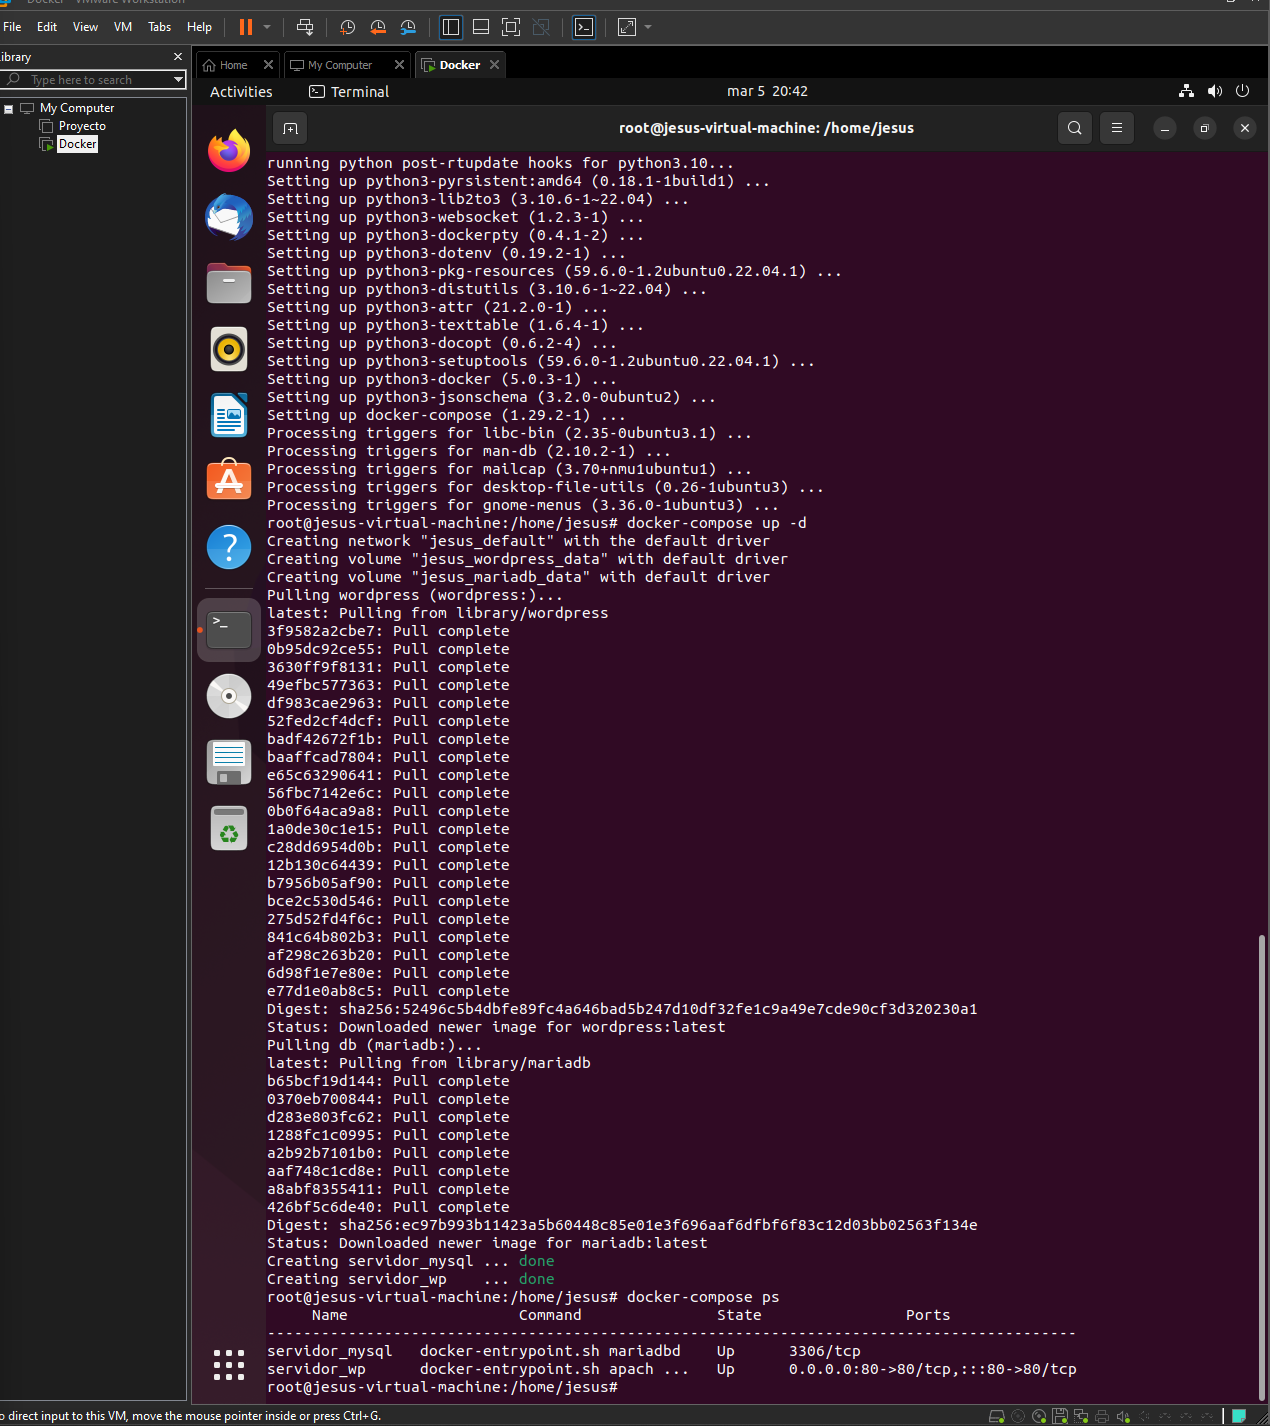 Docker - VMware Workstation
File Edit View VM Tabs Help
Library
Type here to search
My Computer
Proyecto
Docker
Home
My Computer
Docker
Activities
Terminal
mar 5 20:42
root@jesus-virtual-machine: /home/jesus
running python post-rtupdate hooks for python3.10...
Setting up python3-pyrsistent:amd64 (0.18.1-1build1) ...
Setting up python3-lib2to3 (3.10.6-1~22.04) ...
Setting up python3-websocket (1.2.3-1) ...
Setting up python3-dockerpty (0.4.1-2) ...
Setting up python3-dotenv (0.19.2-1) ...
Setting up python3-pkg-resources (59.6.0-1.2ubuntu0.22.04.1) ...
Setting up python3-distutils (3.10.6-1~22.04) ...
Setting up python3-attr (21.2.0-1) ...
Setting up python3-texttable (1.6.4-1) ...
Setting up python3-docopt (0.6.2-4) ...
Setting up python3-setuptools (59.6.0-1.2ubuntu0.22.04.1) ...
Setting up python3-docker (5.0.3-1) ...
Setting up python3-jsonschema (3.2.0-0ubuntu2) ...
Setting up docker-compose (1.29.2-1) ...
Processing triggers for libc-bin (2.35-0ubuntu3.1) ...
Processing triggers for man-db (2.10.2-1) ...
Processing triggers for mailcap (3.70+nmu1ubuntu1) ...
Processing triggers for desktop-file-utils (0.26-1ubuntu3) ...
Processing triggers for gnome-menus (3.36.0-1ubuntu3) ...
root@jesus-virtual-machine:/home/jesus# docker-compose up -d
Creating network "jesus_default" with the default driver
Creating volume "jesus_wordpress_data" with default driver
Creating volume "jesus_mariadb_data" with default driver
Pulling wordpress (wordpress:)...
latest: Pulling from library/wordpress
3f9582a2cbe7: Pull complete
0b95dc92ce55: Pull complete
3630ff9f8131: Pull complete
49efbc577363: Pull complete
df983cae2963: Pull complete
52fed2cf4dcf: Pull complete
badf42672f1b: Pull complete
baaffcad7804: Pull complete
e65c63290641: Pull complete
56fbc7142e6c: Pull complete
0b0f64aca9a8: Pull complete
1a0de30c1e15: Pull complete
c28dd6954d0b: Pull complete
12b130c64439: Pull complete
b7956b05af90: Pull complete
bce2c530d546: Pull complete
275d52fd4f6c: Pull complete
841c64b802b3: Pull complete
af298c263b20: Pull complete
6d98f1e7e80e: Pull complete
e77d1e0ab8c5: Pull complete
Digest: sha256:52496c5b4dbfe89fc4a646bad5b247d10df32fe1c9a49e7cde90cf3d320230a1
Status: Downloaded newer image for wordpress:latest
Pulling db (mariadb:)...
latest: Pulling from library/mariadb
b65bcf19d144: Pull complete
0370eb700844: Pull complete
d283e803fc62: Pull complete
1288fc1c0995: Pull complete
a2b92b7101b0: Pull complete
aaf748c1cd8e: Pull complete
a8abf8355411: Pull complete
426bf5c6de40: Pull complete
Digest: sha256:ec97b993b11423a5b60448c85e01e3f696aaf6dfbf6f83c12d03bb02563f134e
Status: Downloaded newer image for mariadb:latest
Creating servidor_mysql ... done
Creating servidor_wp    ... done
root@jesus-virtual-machine:/home/jesus# docker-compose ps
Name Command State Ports
------------------------------------------------------------------------------------------
servidor_mysql docker-entrypoint.sh mariadbd Up 3306/tcp
servidor_wp docker-entrypoint.sh apach ... Up 0.0.0.0:80->80/tcp,:::80->80/tcp
root@jesus-virtual-machine:/home/jesus#
o direct input to this VM, move the mouse pointer inside or press Ctrl+G.